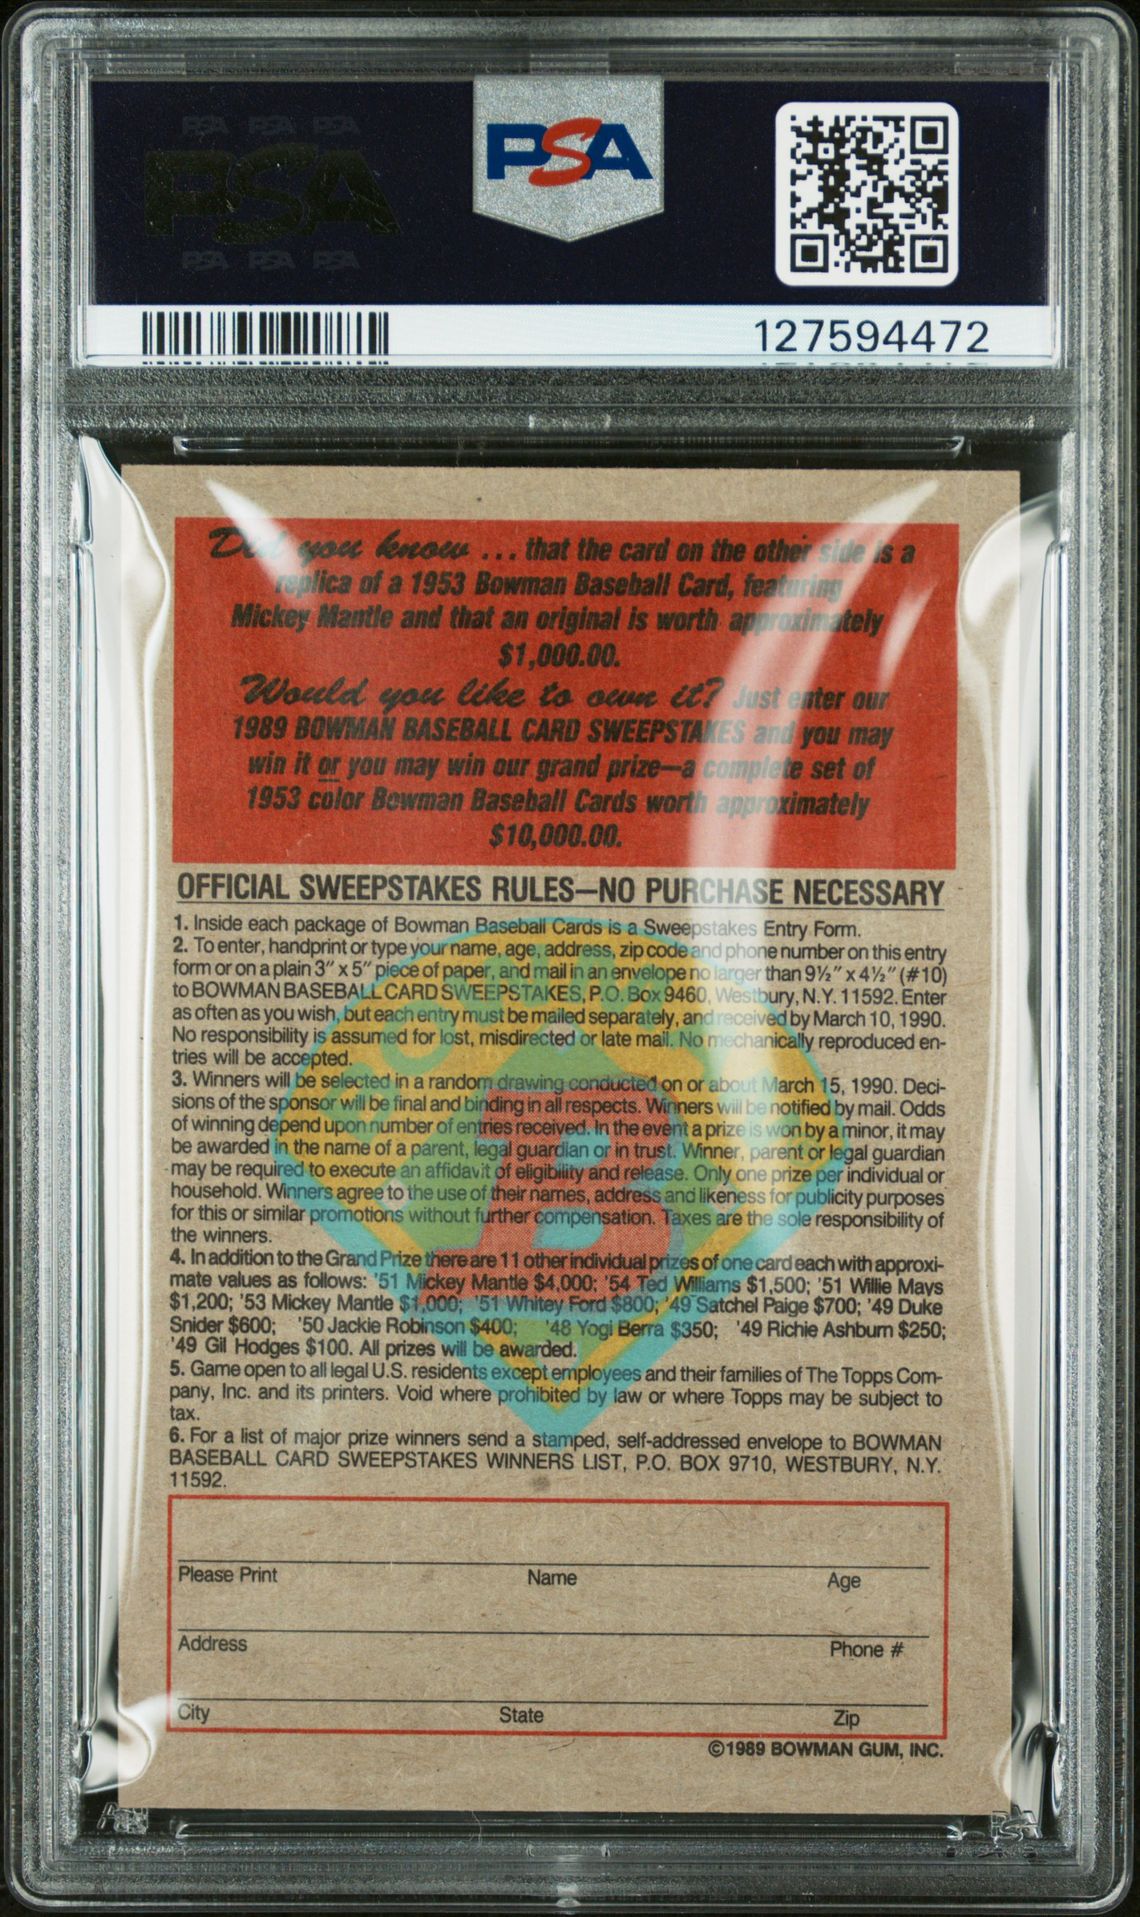 PSA PSA PSA
PSA
PSA PSA PSA
PSA
127594472
Did you know ... that the card on the other side is a
replica of a 1953 Bowman Baseball Card, featuring
Mickey Mantle and that an original is worth approximately
$1,000.00.
Would you like to own it? Just enter our
1989 BOWMAN BASEBALL CARD SWEEPSTAKES and you may
win it or you may win our grand prize—a complete set of
1953 color Bowman Baseball Cards worth approximately
$10,000.00.
OFFICIAL SWEEPSTAKES RULES—NO PURCHASE NECESSARY
1. Inside each package of Bowman Baseball Cards is a Sweepstakes Entry Form.
2. To enter, handprint or type your name, age, address, zip code and phone number on this entry
form or on a plain 3″ x 5″ piece of paper, and mail in an envelope no larger than 9½″ x 4½″ (#10)
to BOWMAN BASEBALL CARD SWEEPSTAKES, P.O. Box 9460, Westbury, N.Y. 11592. Enter
as often as you wish, but each entry must be mailed separately, and received by March 10, 1990.
No responsibility is assumed for lost, misdirected or late mail. No mechanically reproduced en-
tries will be accepted.
3. Winners will be selected in a random drawing conducted on or about March 15, 1990. Deci-
sions of the sponsor will be final and binding in all respects. Winners will be notified by mail. Odds
of winning depend upon number of entries received. In the event a prize is won by a minor, it may
be awarded in the name of a parent, legal guardian or in trust. Winner, parent or legal guardian
may be required to execute an affidavit of eligibility and release. Only one prize per individual or
household. Winners agree to the use of their names, address and likeness for publicity purposes
for this or similar promotions without further compensation. Taxes are the sole responsibility of
the winners.
4. In addition to the Grand Prize there are 11 other individual prizes of one card each with approxi-
mate values as follows: '51 Mickey Mantle $4,000; '54 Ted Williams $1,500; '51 Willie Mays
$1,200; '53 Mickey Mantle $1,000; '51 Whitey Ford $800; '49 Satchel Paige $700; '49 Duke
Snider $600; '50 Jackie Robinson $400; '48 Yogi Berra $350; '49 Richie Ashburn $250;
'49 Gil Hodges $100. All prizes will be awarded.
5. Game open to all legal U.S. residents except employees and their families of The Topps Com-
pany, Inc. and its printers. Void where prohibited by law or where Topps may be subject to
tax.
6. For a list of major prize winners send a stamped, self-addressed envelope to BOWMAN
BASEBALL CARD SWEEPSTAKES WINNERS LIST, P.O. BOX 9710, WESTBURY, N.Y.
11592.
Please Print Name Age
Address Phone #
City State Zip
©1989 BOWMAN GUM, INC.
B
PSA